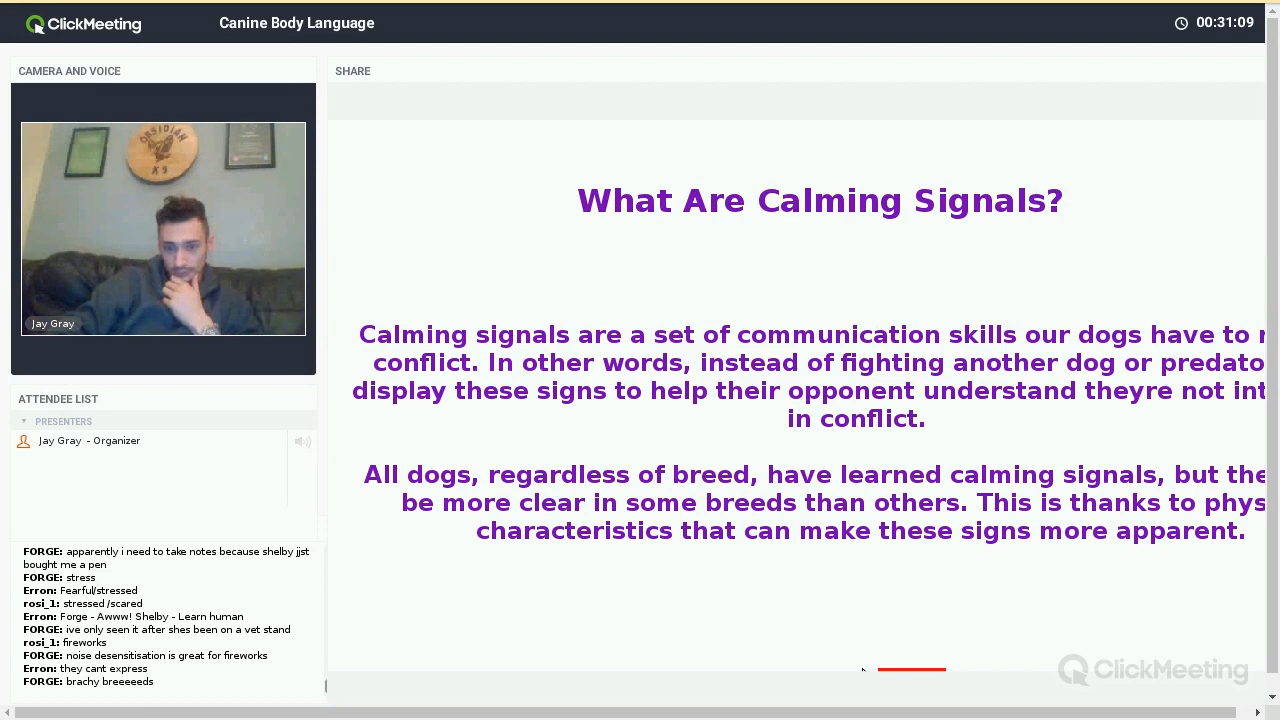 ClickMeeting
Canine Body Language
00:31:09
CAMERA AND VOICE
OBSIDIAN
K9
Jay Gray
ATTENDEE LIST
PRESENTERS
Jay Gray - Organizer
FORGE: apparently i need to take notes because shelby jjst
bought me a pen
FORGE: stress
Erron: Fearful/stressed
rosi_1: stressed /scared
Erron: Forge - Awww! Shelby - Learn human
FORGE: ive only seen it after shes been on a vet stand
rosi_1: fireworks
FORGE: noise desensitisation is great for fireworks
Erron: they cant express
FORGE: brachy breeeeeds
SHARE
What Are Calming Signals?
Calming signals are a set of communication skills our dogs have to
conflict. In other words, instead of fighting another dog or predato
display these signs to help their opponent understand theyre not int
in conflict.
All dogs, regardless of breed, have learned calming signals, but the
be more clear in some breeds than others. This is thanks to phys
characteristics that can make these signs more apparent.
ClickMeeting